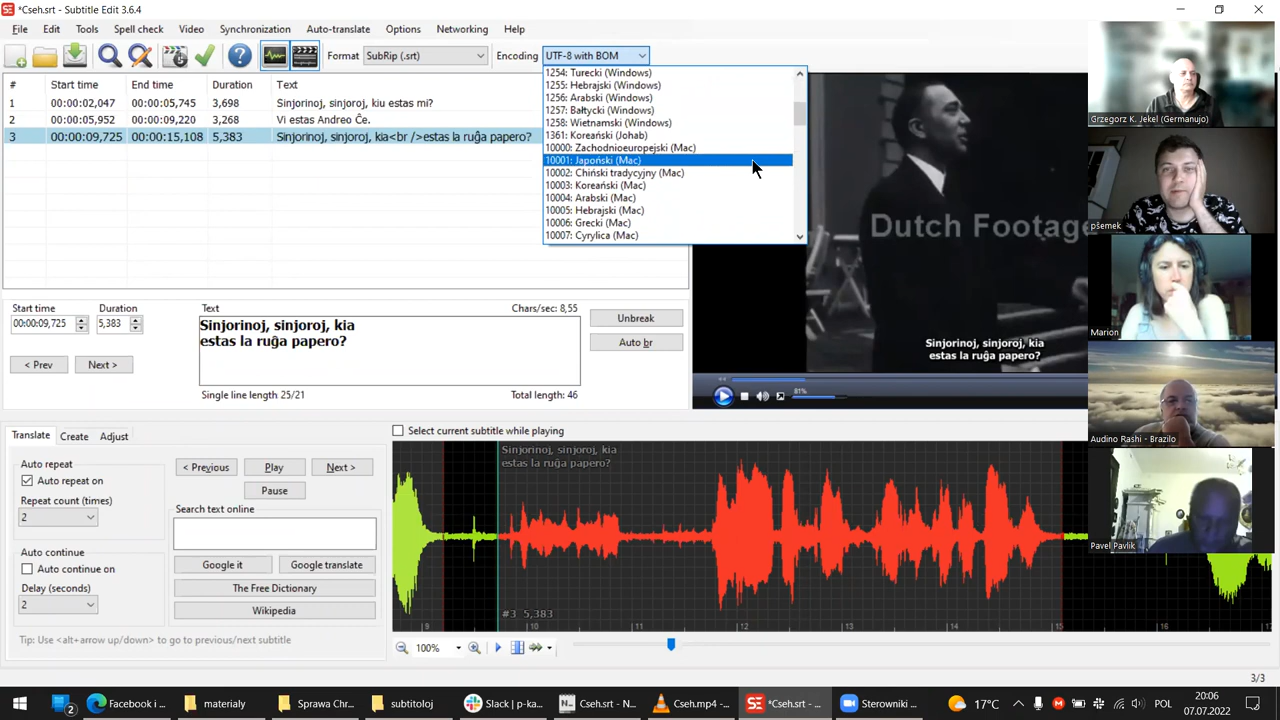 *Cseh.srt - Subtitle Edit 3.6.4
File Edit Tools Spell check Video Synchronization Auto-translate Options Networking Help
Format SubRip (.srt) Encoding UTF-8 with BOM
# Start time End time Duration Text
1 00:00:02,047 00:00:05,745 3,698 Sinjorinoj, sinjoroj, kiu estas mi?
2 00:00:05,952 00:00:09,220 3,268 Vi estas Andreo Ĉe.
3 00:00:09,725 00:00:15,108 5,383 Sinjorinoj, sinjoroj, kia<br />estas la ruĝa papero?
1254: Turecki (Windows)
1255: Hebrajski (Windows)
1256: Arabski (Windows)
1257: Bałtycki (Windows)
1258: Wietnamski (Windows)
1361: Koreański (Johab)
10000: Zachodnioeuropejski (Mac)
10001: Japoński (Mac)
10002: Chiński tradycyjny (Mac)
10003: Koreański (Mac)
10004: Arabski (Mac)
10005: Hebrajski (Mac)
10006: Grecki (Mac)
10007: Cyrylica (Mac)
Dutch Footage
Sinjorinoj, sinjoroj, kia
estas la ruĝa papero?
81%
Start time Duration Text Chars/sec: 8,55
00:00:09,725 5,383
Sinjorinoj, sinjoroj, kia
estas la ruĝa papero?
Unbreak
Auto br
< Prev Next >
Single line length 25/21 Total length: 46
Translate Create Adjust
Auto repeat
Auto repeat on
Repeat count (times)
2
Auto continue
Auto continue on
Delay (seconds)
2
< Previous Play Next >
Pause
Search text online
Google it Google translate
The Free Dictionary
Wikipedia
Tip: Use <alt+arrow up/down> to go to previous/next subtitle
Select current subtitle while playing
Sinjorinoj, sinjoroj, kia
estas la ruĝa papero?
#3 5,383
9 10 11 12 13 14 15 16 17
100%
3/3
Grzegorz K. Jekel (Germanujo)
pšemek
Marion
Audino Rashi - Brazilo
Pavel Pavlik
2 Facebook i ... materiały Sprawa Chr... subtitoloj Slack | p-ka... Cseh.srt - N... Cseh.mp4 -... *Cseh.srt -... Sterowniki ... 17°C POL 20:06
07.07.2022